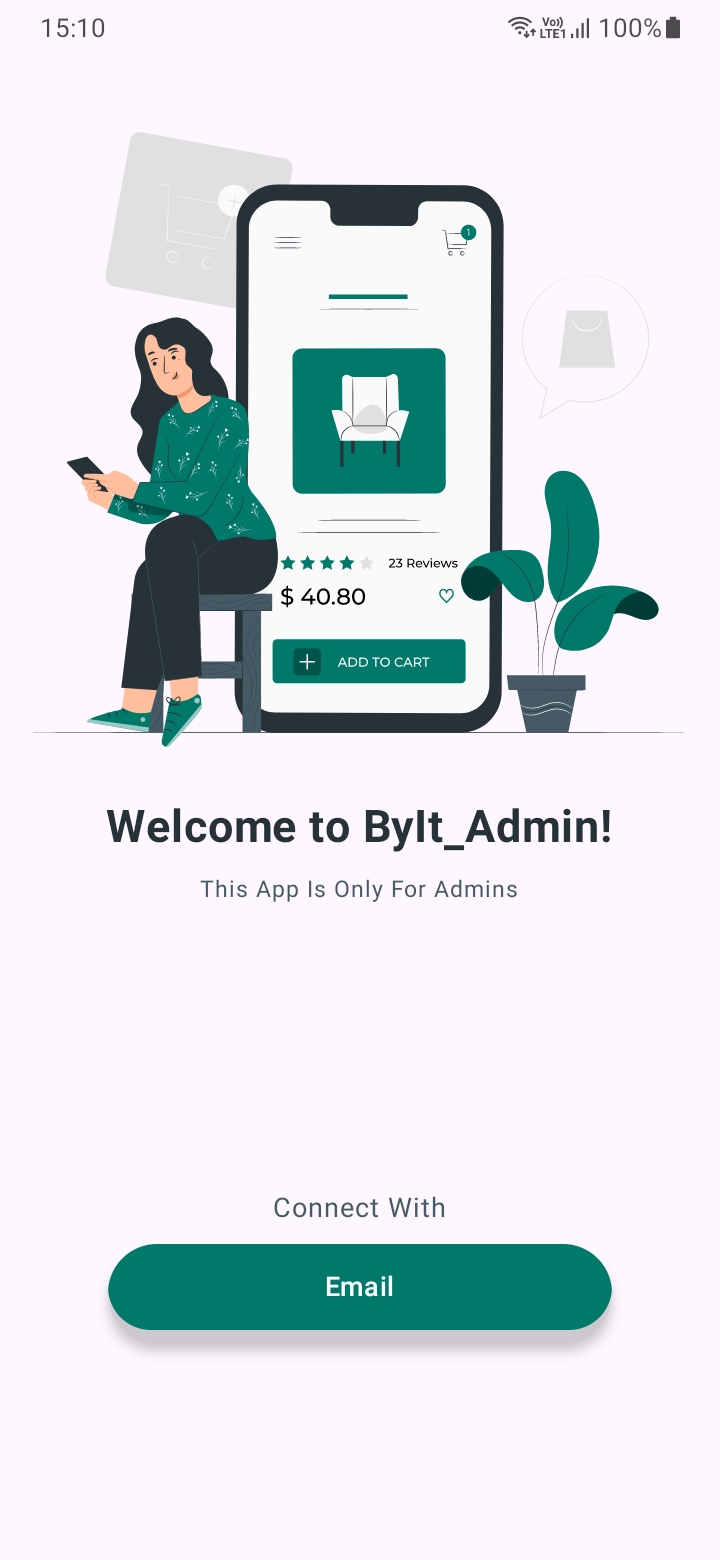 15:10
Vo)) LTE1 100%
1
23 Reviews
$ 40.80
ADD TO CART
Welcome to ByIt_Admin!
This App Is Only For Admins
Connect With
Email